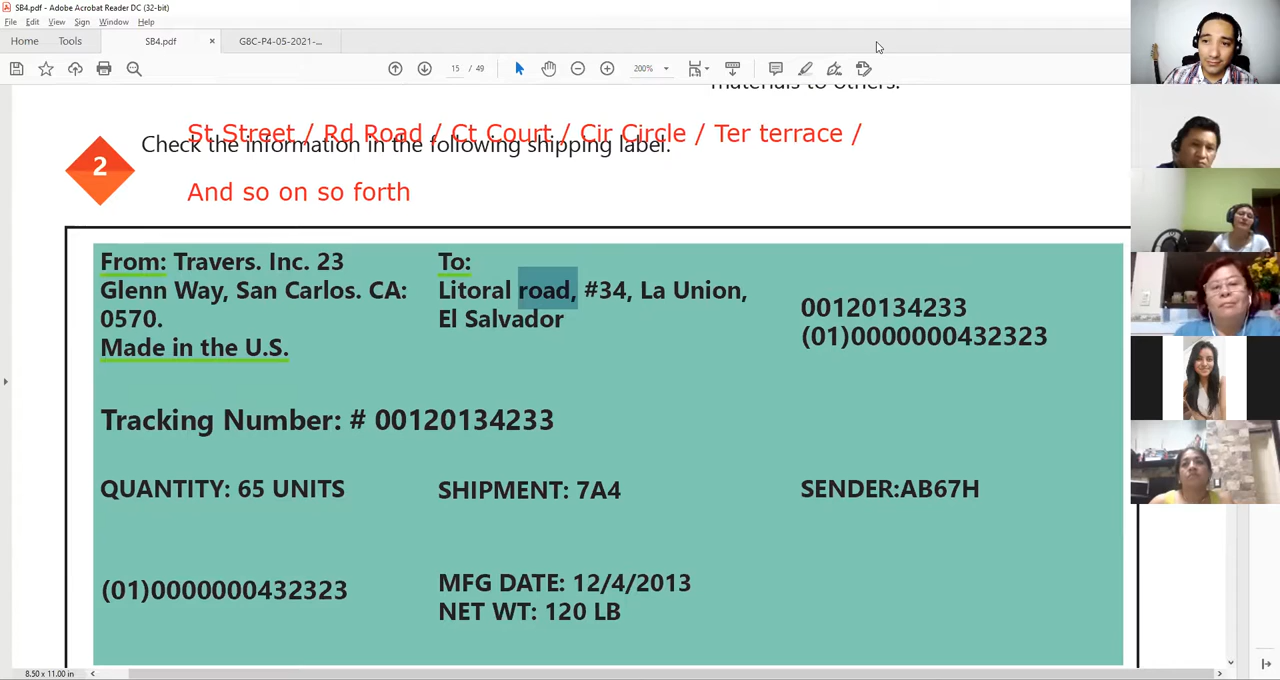 SB4.pdf - Adobe Acrobat Reader DC (32-bit)
File Edit View Sign Window Help
Home Tools SB4.pdf × GBC-P4-05-2021-...
15 / 49 200%
materials to others.
St Street / Rd Road / Ct Court / Cir Circle / Ter terrace /
2 Check the information in the following shipping label.
And so on so forth
From: Travers. Inc. 23
Glenn Way, San Carlos. CA:
0570.
Made in the U.S.
To:
Litoral road, #34, La Union,
El Salvador
00120134233
(01)0000000432323
Tracking Number: # 00120134233
QUANTITY: 65 UNITS
SHIPMENT: 7A4
SENDER:AB67H
(01)0000000432323
MFG DATE: 12/4/2013
NET WT: 120 LB
8.50 x 11.00 in